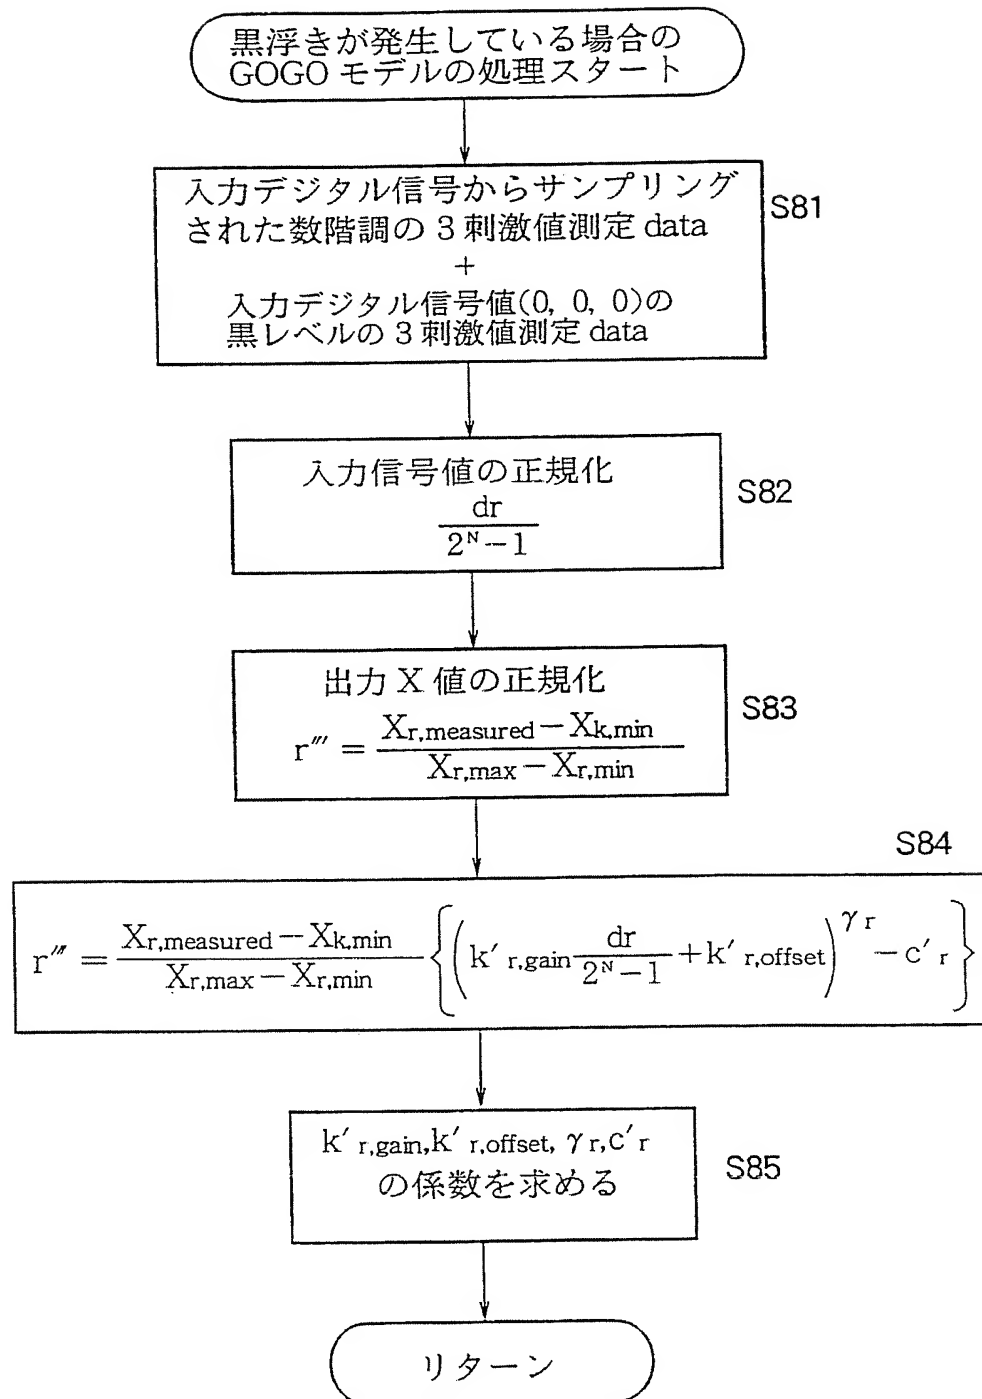 黒浮きが発生している場合の
GOGO モデルの処理スタート
入力デジタル信号からサンプリング
された数階調の3刺激値測定 data
+
入力デジタル信号値(0, 0, 0)の
黒レベルの3刺激値測定 data
S81
入力信号値の正規化
dr
2^N−1
S82
出力 X 値の正規化
r''' = (X_r,measured − X_k,min) / (X_r,max − X_r,min)
S83
S84
r''' = (X_r,measured − X_k,min) / (X_r,max − X_r,min) {(k'_r,gain dr / (2^N−1) + k'_r,offset)^γr − c'_r}
k'_r,gain, k'_r,offset, γ_r, c'_r
の係数を求める
S85
リターン